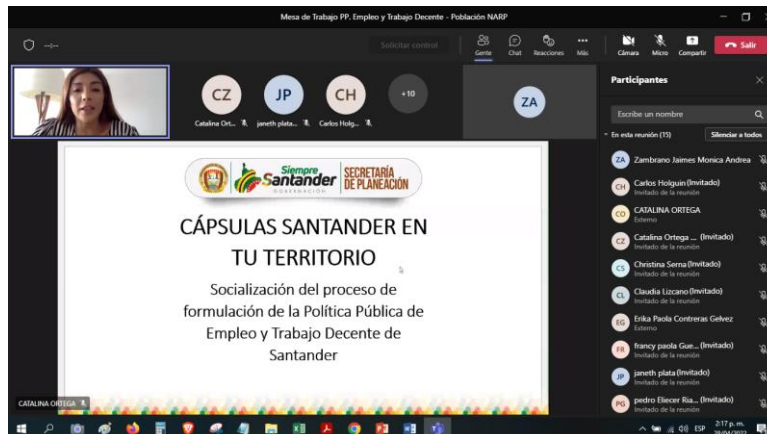 Mesa de Trabajo PP. Empleo y Trabajo Decente - Población NARP
--:--
Solicitar control
Gente
Chat
Reacciones
Más
Cámara
Micro
Compartir
Salir
CZ
Catalina Ort...
JP
janeth plata...
CH
Carlos Holg...
+10
ZA
Siempre
Santander
GOBERNACIÓN
SECRETARÍA
DE PLANEACIÓN
CÁPSULAS SANTANDER EN
TU TERRITORIO
Socialización del proceso de
formulación de la Política Pública de
Empleo y Trabajo Decente de
Santander
CATALINA ORTEGA
Participantes
Escribe un nombre
En esta reunión (15)
Silenciar a todos
ZA
Zambrano Jaimes Monica Andrea
CH
Carlos Holguin (Invitado)
Invitado de la reunión
CO
CATALINA ORTEGA
Externo
CZ
Catalina Ortega ... (Invitado)
Invitado de la reunión
CS
Christina Serna (Invitado)
Invitado de la reunión
CL
Claudia Lizcano (Invitado)
Invitado de la reunión
EG
Erika Paola Contreras Gelvez
Externo
FR
francy paola Gue... (Invitado)
Invitado de la reunión
JP
janeth plata (Invitado)
Invitado de la reunión
PG
pedro Eliecer Ria... (Invitado)
Invitado de la reunión
ESP
2:17 p. m.